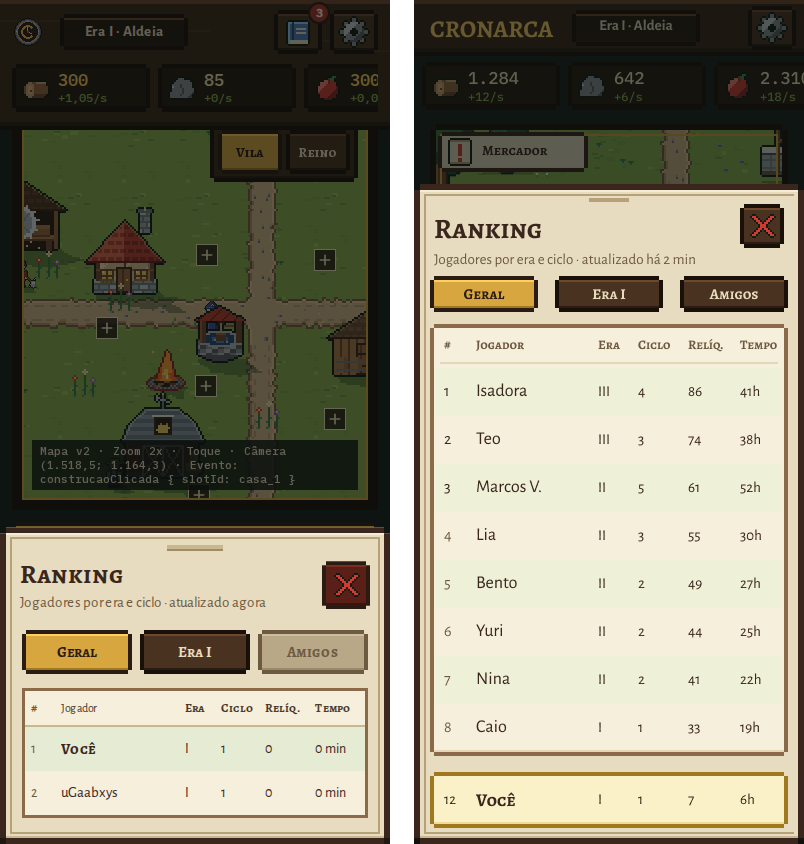 3
Era I · Aldeia
300
+1,05/s
85
+0/s
300
+0,0
Vila
Reino
Mapa v2 · Zoom 2x · Toque · Câmera
(1.518,5; 1.164,3) · Evento:
construcaoClicada { slotId: casa_1 }
Ranking
Jogadores por era e ciclo · atualizado agora
Geral
Era I
Amigos
# Jogador Era Ciclo Relíq. Tempo
1 Você I 1 0 0 min
2 uGaabxys I 1 0 0 min
CRONARCA
Era I · Aldeia
1.284
+12/s
642
+6/s
2.310
+18/s
Mercador
Ranking
Jogadores por era e ciclo · atualizado há 2 min
Geral
Era I
Amigos
# Jogador Era Ciclo Relíq. Tempo
1 Isadora III 4 86 41h
2 Teo III 3 74 38h
3 Marcos V. II 5 61 52h
4 Lia II 3 55 30h
5 Bento II 2 49 27h
6 Yuri II 2 44 25h
7 Nina II 2 41 22h
8 Caio I 1 33 19h
12 Você I 1 7 6h